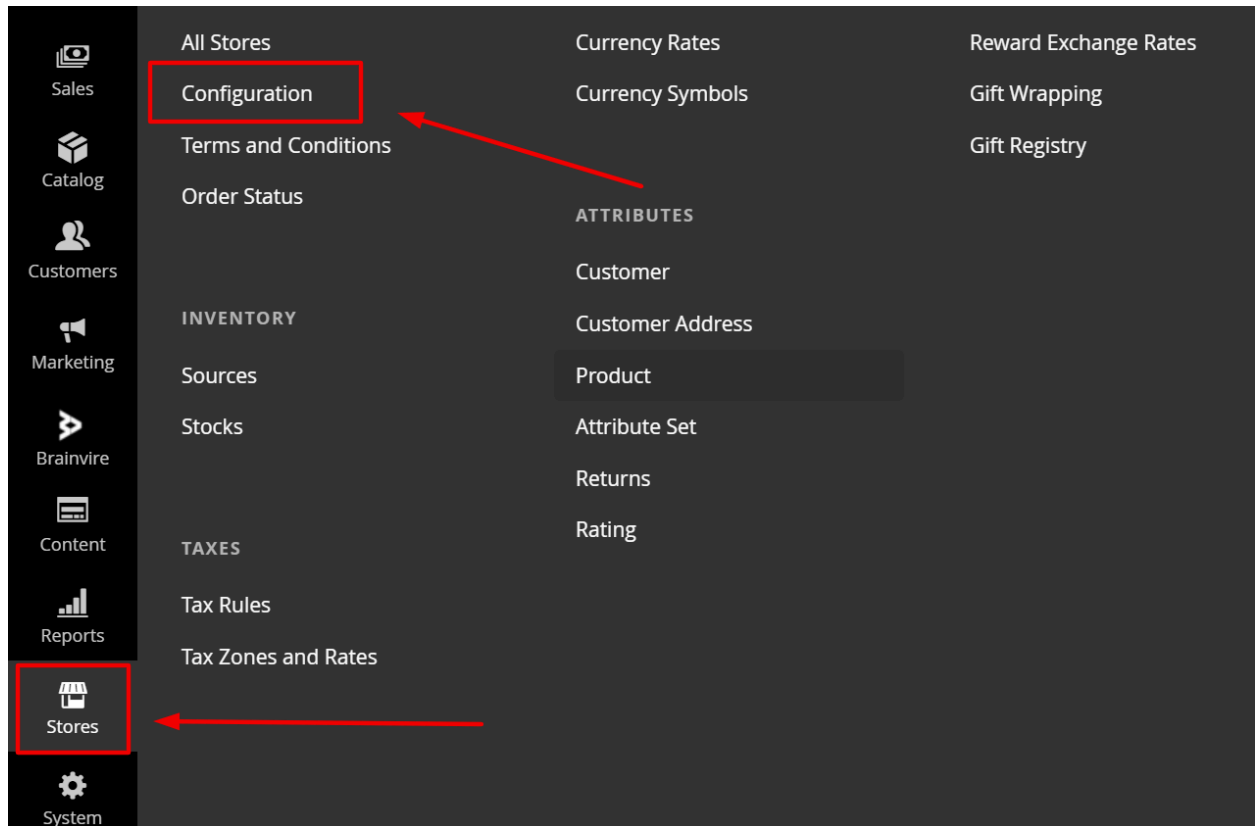 Sales
Catalog
Customers
Marketing
Brainvire
Content
Reports
Stores
System
All Stores
Configuration
Terms and Conditions
Order Status
INVENTORY
Sources
Stocks
TAXES
Tax Rules
Tax Zones and Rates
Currency Rates
Currency Symbols
ATTRIBUTES
Customer
Customer Address
Product
Attribute Set
Returns
Rating
Reward Exchange Rates
Gift Wrapping
Gift Registry